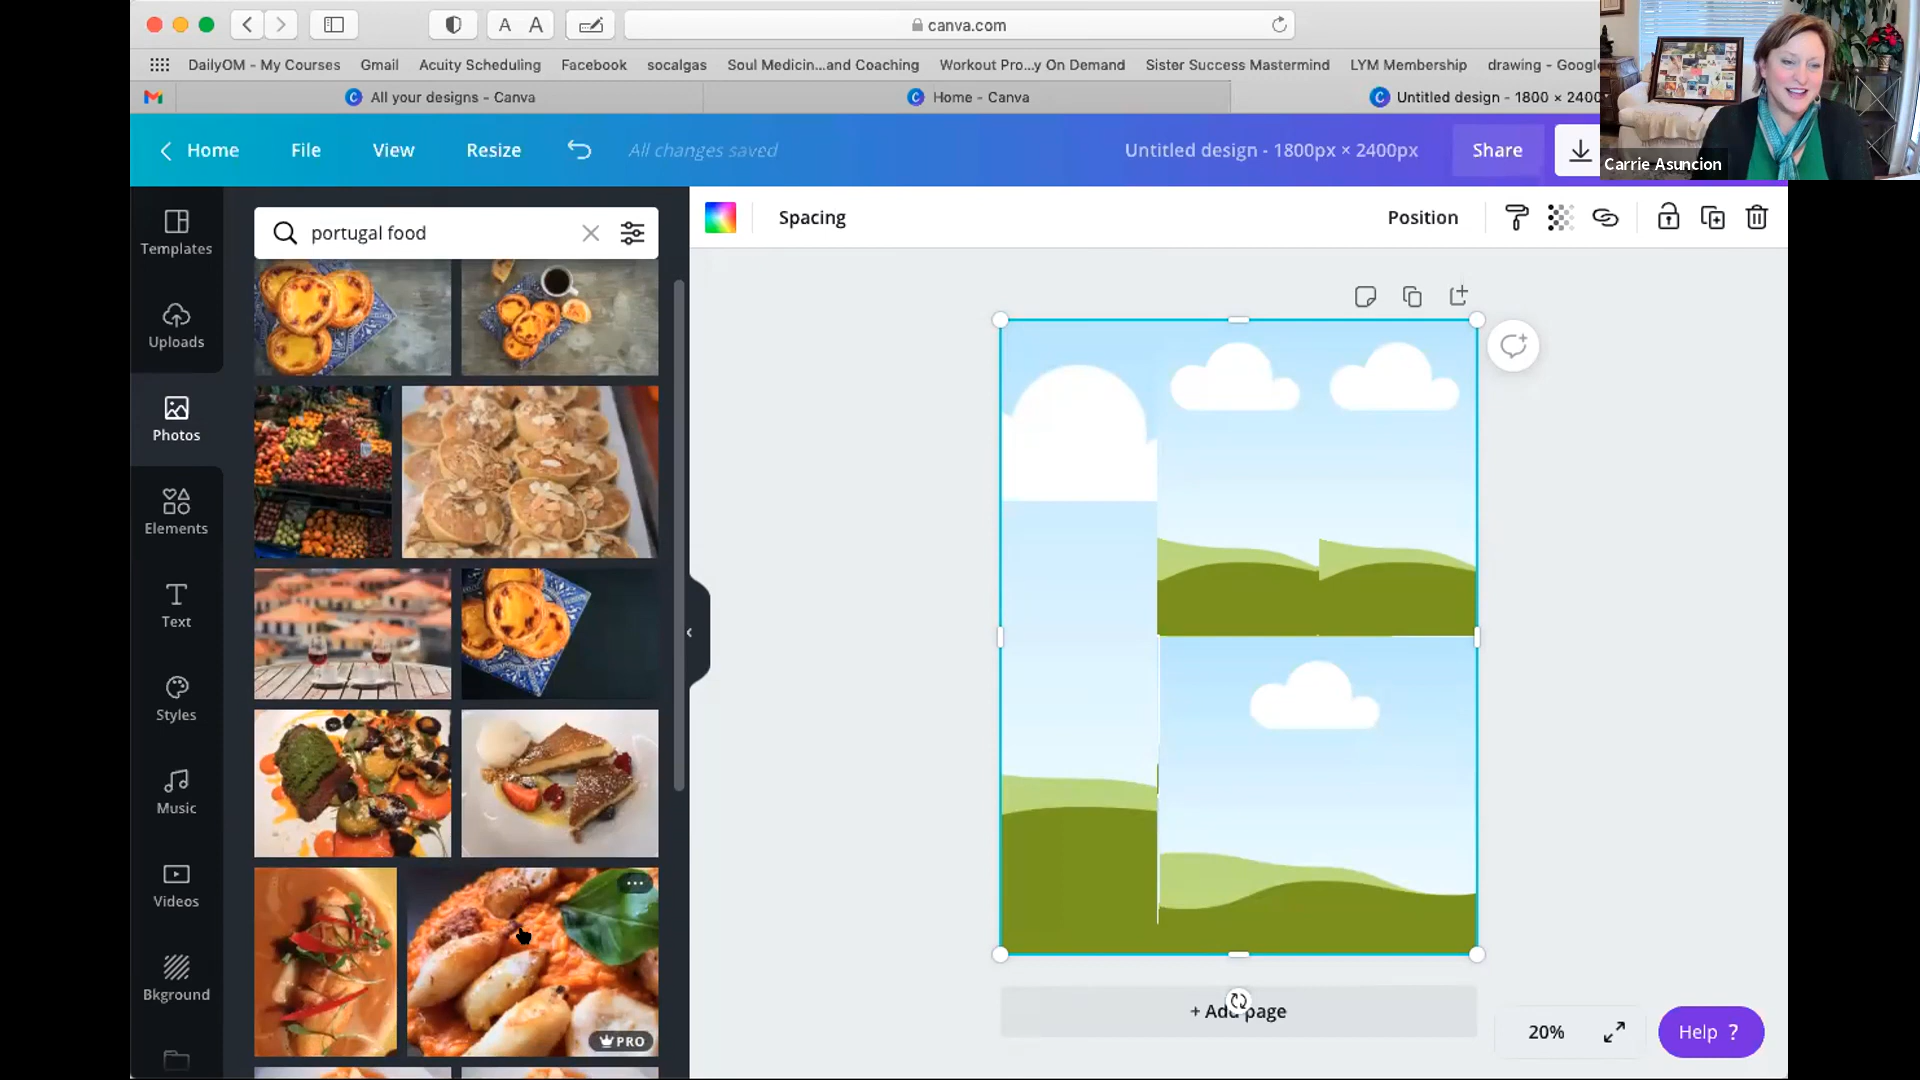 canva.com
A A
DailyOM - My Courses Gmail Acuity Scheduling Facebook socalgas Soul Medicin...and Coaching Workout Pro...y On Demand Sister Success Mastermind LYM Membership drawing - Google
All your designs - Canva Home - Canva Untitled design - 1800 × 2400
Carrie Asuncion
Home File View Resize All changes saved Untitled design - 1800px × 2400px Share
Templates
Uploads
Photos
Elements
Text
Styles
Music
Videos
Bkground
portugal food
PRO
Spacing Position
+ Add page
20% Help ?